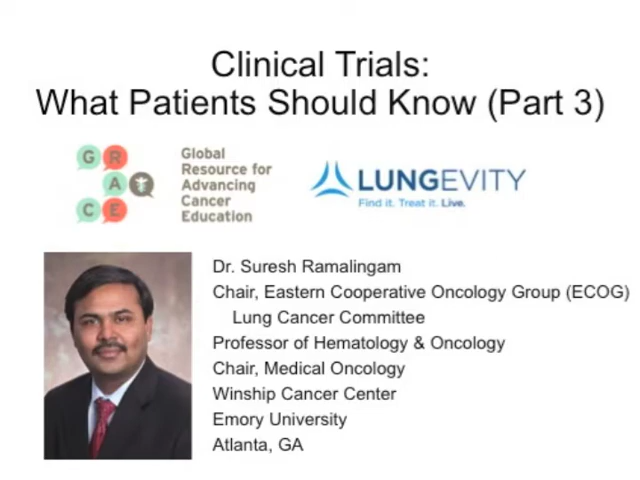 Clinical Trials:
What Patients Should Know (Part 3)
G R
A
C E
Global
Resource for
Advancing
Cancer
Education
LUNGEVITY
Find it. Treat it. Live.
Dr. Suresh Ramalingam
Chair, Eastern Cooperative Oncology Group (ECOG)
Lung Cancer Committee
Professor of Hematology & Oncology
Chair, Medical Oncology
Winship Cancer Center
Emory University
Atlanta, GA